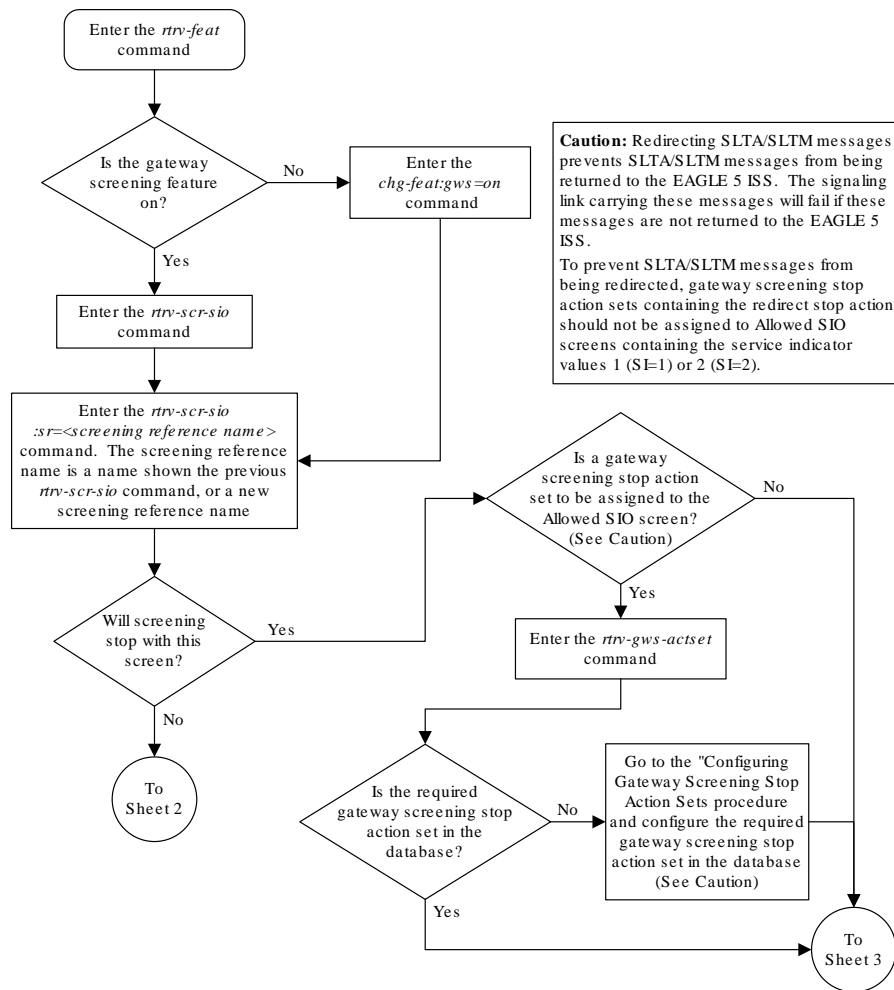 Enter the rtrv-feat
command
Is the gateway
screening feature
on?
No
Enter the
chg-feat:gws=on
command
Yes
Enter the rtrv-scr-sio
command
Enter the rtrv-scr-sio
:sr=<screening reference name>
command. The screening reference
name is a name shown the previous
rtrv-scr-sio command, or a new
screening reference name
Will screening
stop with this
screen?
Yes
No
To
Sheet 2
Caution: Redirecting SLTA/SLTM messages
prevents SLTA/SLTM messages from being
returned to the EAGLE 5 ISS. The signaling
link carrying these messages will fail if these
messages are not returned to the EAGLE 5
ISS.
To prevent SLTA/SLTM messages from
being redirected, gateway screening stop
action sets containing the redirect stop action
should not be assigned to Allowed SIO
screens containing the service indicator
values 1 (SI=1) or 2 (SI=2).
Is a gateway
screening stop action
set to be assigned to the
Allowed SIO screen?
(See Caution)
No
Yes
Enter the rtrv-gws-actset
command
Is the required
gateway screening stop
action set in the
database?
No
Go to the "Configuring
Gateway Screening Stop
Action Sets procedure
and configure the required
gateway screening stop
action set in the database
(See Caution)
Yes
To
Sheet 3